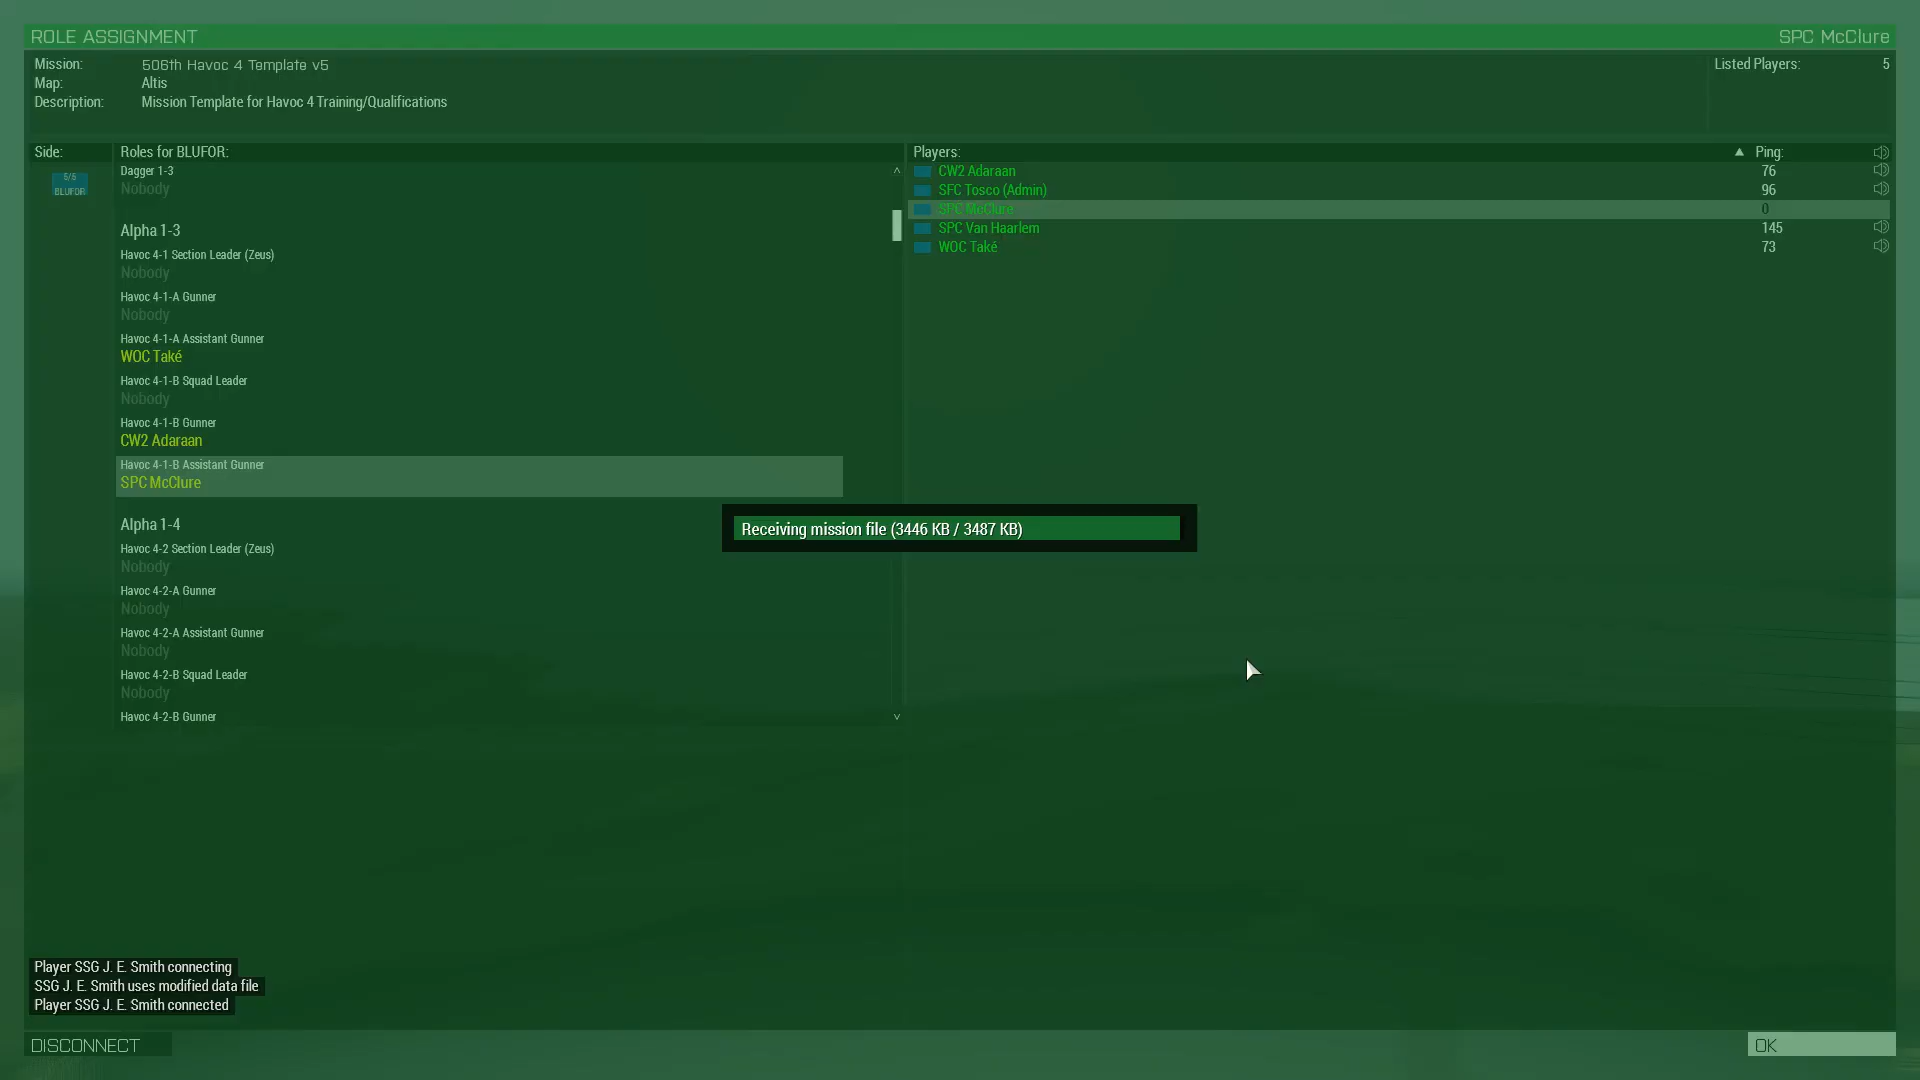 ROLE ASSIGNMENT
SPC McClure
Mission:
506th Havoc 4 Template v5
Listed Players:
5
Map:
Altis
Description:
Mission Template for Havoc 4 Training/Qualifications
Side:
5/5
BLUFOR
Roles for BLUFOR:
Dagger 1-3
Nobody
Alpha 1-3
Havoc 4-1 Section Leader (Zeus)
Nobody
Havoc 4-1-A Gunner
Nobody
Havoc 4-1-A Assistant Gunner
WOC Také
Havoc 4-1-B Squad Leader
Nobody
Havoc 4-1-B Gunner
CW2 Adaraan
Havoc 4-1-B Assistant Gunner
SPC McClure
Alpha 1-4
Havoc 4-2 Section Leader (Zeus)
Nobody
Havoc 4-2-A Gunner
Nobody
Havoc 4-2-A Assistant Gunner
Nobody
Havoc 4-2-B Squad Leader
Nobody
Havoc 4-2-B Gunner
Players:
Ping:
CW2 Adaraan 76
SFC Tosco (Admin) 96
SPC McClure 0
SPC Van Haarlem 145
WOC Také 73
Receiving mission file (3446 KB / 3487 KB)
Player SSG J. E. Smith connecting
SSG J. E. Smith uses modified data file
Player SSG J. E. Smith connected
DISCONNECT
OK